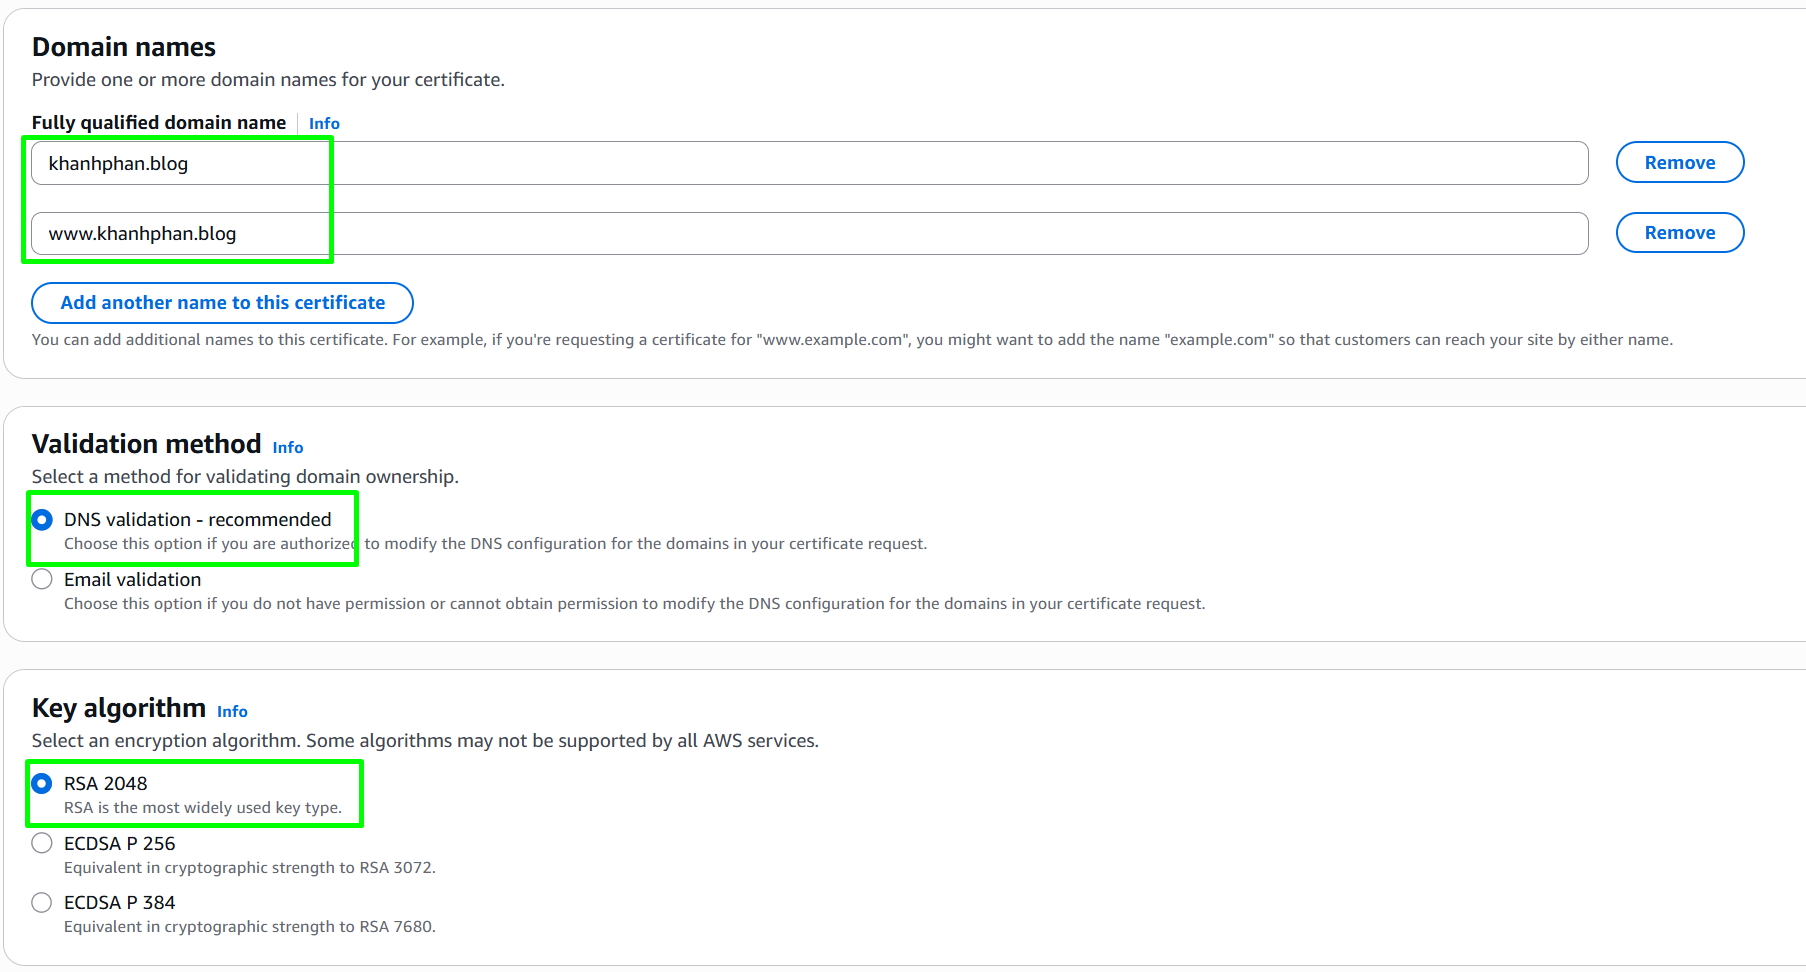 Domain names
Provide one or more domain names for your certificate.
Fully qualified domain name Info
khanhphan.blog Remove
www.khanhphan.blog Remove
Add another name to this certificate
You can add additional names to this certificate. For example, if you're requesting a certificate for "www.example.com", you might want to add the name "example.com" so that customers can reach your site by either name.
Validation method Info
Select a method for validating domain ownership.
DNS validation - recommended
Choose this option if you are authorized to modify the DNS configuration for the domains in your certificate request.
Email validation
Choose this option if you do not have permission or cannot obtain permission to modify the DNS configuration for the domains in your certificate request.
Key algorithm Info
Select an encryption algorithm. Some algorithms may not be supported by all AWS services.
RSA 2048
RSA is the most widely used key type.
ECDSA P 256
Equivalent in cryptographic strength to RSA 3072.
ECDSA P 384
Equivalent in cryptographic strength to RSA 7680.